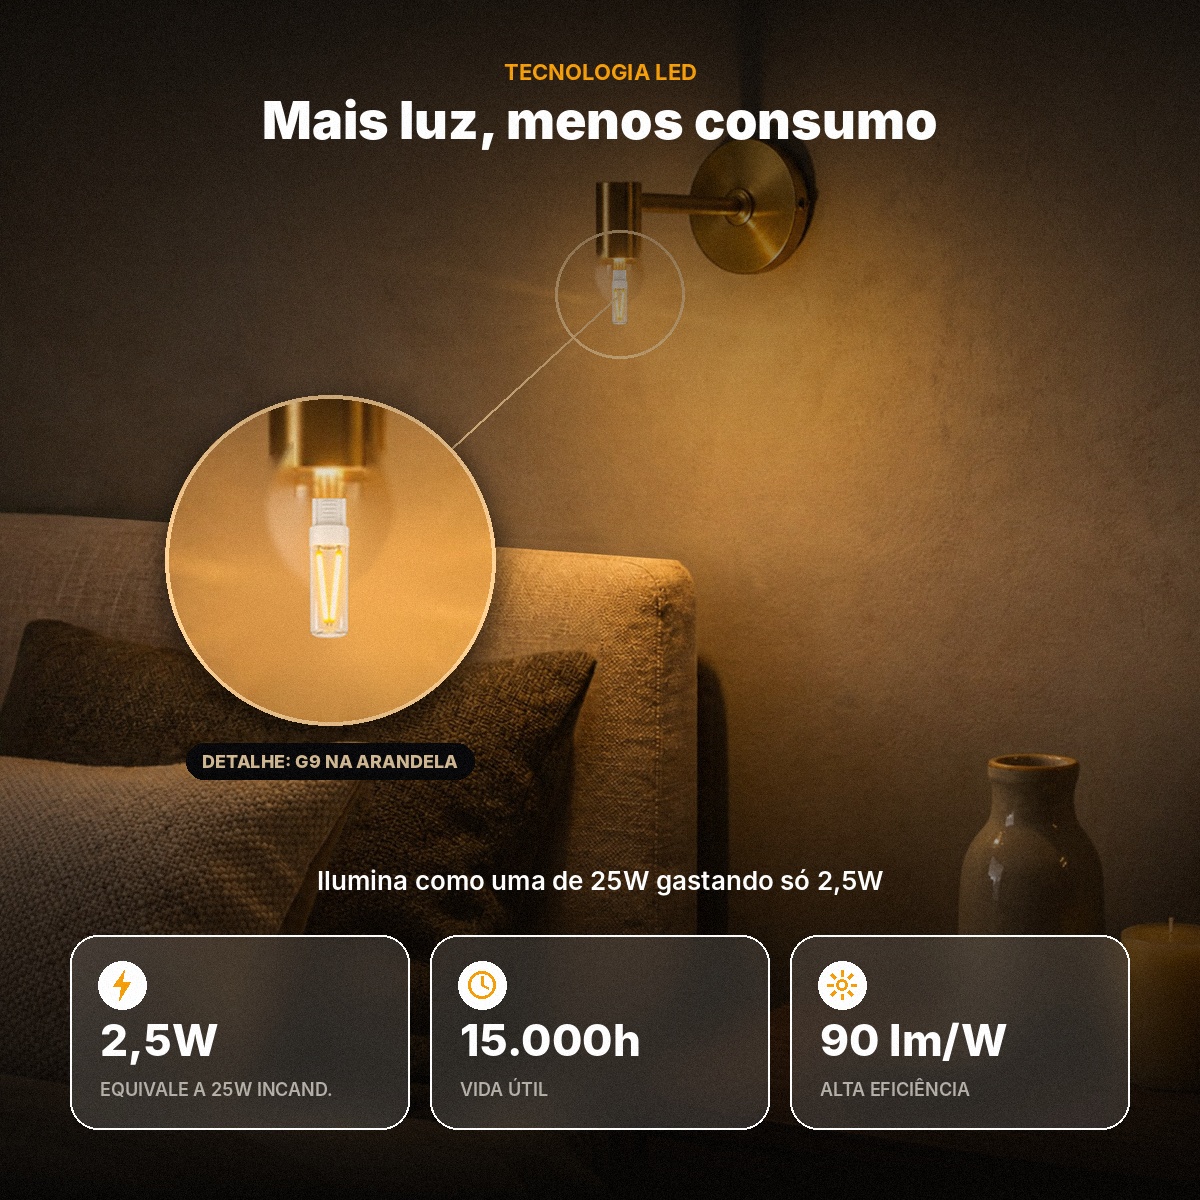 TECNOLOGIA LED
Mais luz, menos consumo
DETALHE: G9 NA ARANDELA
Ilumina como uma de 25W gastando só 2,5W
2,5W
EQUIVALE A 25W INCAND.
15.000h
VIDA ÚTIL
90 lm/W
ALTA EFICIÊNCIA